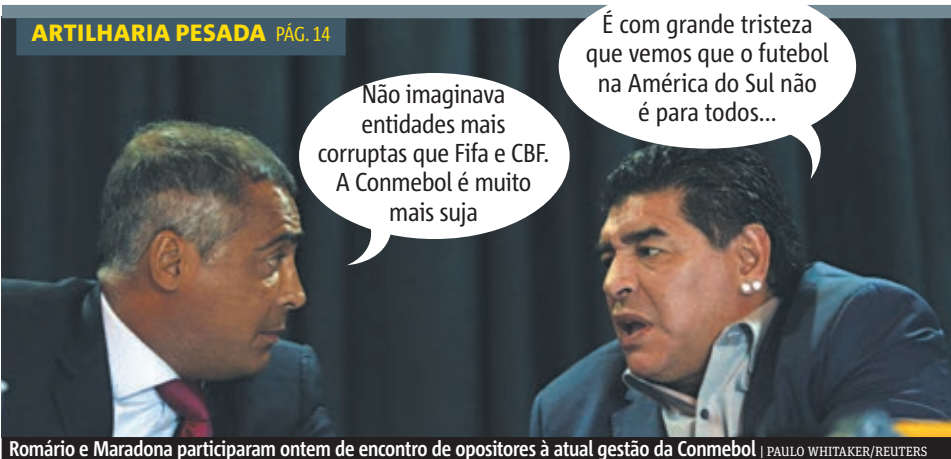 ARTILHARIA PESADA PÁG. 14
Não imaginava
entidades mais
corruptas que Fifa e CBF.
A Conmebol é muito
mais suja
É com grande tristeza
que vemos que o futebol
na América do Sul não
é para todos...
Romário e Maradona participaram ontem de encontro de opositores à atual gestão da Conmebol | PAULO WHITAKER/REUTERS